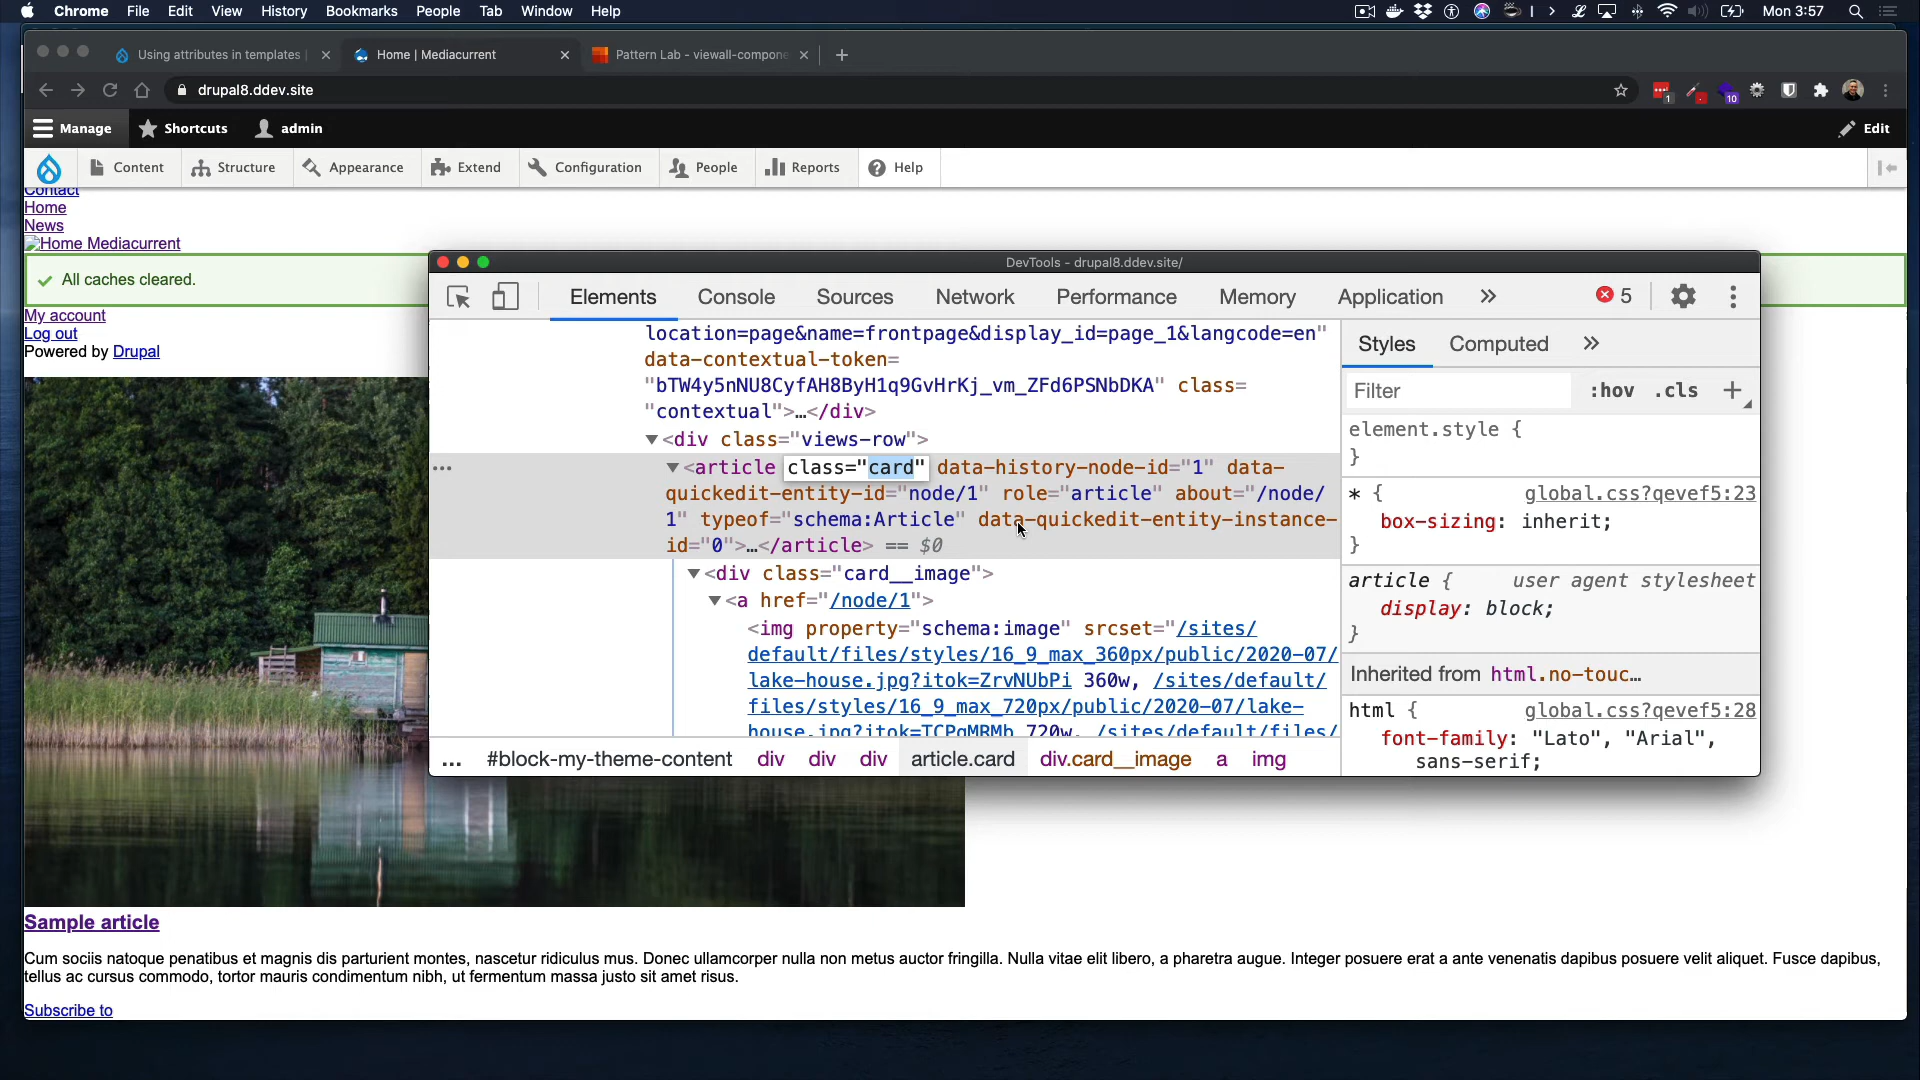 Chrome File Edit View History Bookmarks People Tab Window Help Mon 3:57
Using attributes in templates | Home | Mediacurrent Pattern Lab - viewall-compone
drupal8.ddev.site 1 10
Manage Shortcuts admin Edit
Content Structure Appearance Extend Configuration People Reports Help
Contact
Home
News
Home Mediacurrent
All caches cleared.
My account
Log out
Powered by Drupal
DevTools - drupal8.ddev.site/
Elements Console Sources Network Performance Memory Application » 5
location=page&name=frontpage&display_id=page_1&langcode=en"
data-contextual-token=
"bTW4y5nNU8CyfAH8ByH1q9GvHrKj_vm_ZFd6PSNbDKA" class=
"contextual">…</div>
<div class="views-row">
<article class="card" data-history-node-id="1" data-
quickedit-entity-id="node/1" role="article" about="/node/
1" typeof="schema:Article" data-quickedit-entity-instance-
id="0">…</article> == $0
<div class="card__image">
<a href="/node/1">
<img property="schema:image" srcset="/sites/
default/files/styles/16_9_max_360px/public/2020-07/
lake-house.jpg?itok=ZrvNUbPi 360w, /sites/default/
files/styles/16_9_max_720px/public/2020-07/lake-
house.jpg?itok=TCPgMRMb 720w, /sites/default/files/
... #block-my-theme-content div div div article.card div.card__image a img
Styles Computed »
Filter :hov .cls +
element.style {
}
* { global.css?qevef5:23
box-sizing: inherit;
}
article { user agent stylesheet
display: block;
}
Inherited from html.no-touc…
html { global.css?qevef5:28
font-family: "Lato", "Arial",
sans-serif;
Sample article
Cum sociis natoque penatibus et magnis dis parturient montes, nascetur ridiculus mus. Donec ullamcorper nulla non metus auctor fringilla. Nulla vitae elit libero, a pharetra augue. Integer posuere erat a ante venenatis dapibus posuere velit aliquet. Fusce dapibus,
tellus ac cursus commodo, tortor mauris condimentum nibh, ut fermentum massa justo sit amet risus.
Subscribe to